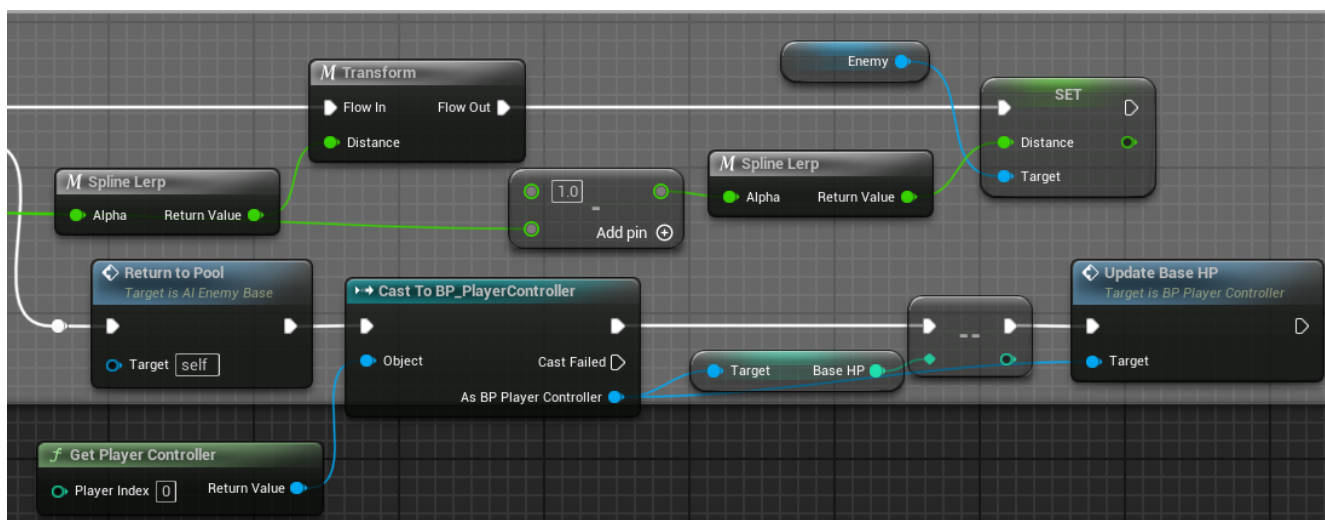 Transform
Flow In
Flow Out
Distance
Enemy
SET
Distance
Target
Spline Lerp
Alpha
Return Value
1.0
-
Add pin
Spline Lerp
Alpha
Return Value
Return to Pool
Target is AI Enemy Base
Target
self
Cast To BP_PlayerController
Object
Cast Failed
As BP Player Controller
Target
Base HP
--
Update Base HP
Target is BP Player Controller
Target
Get Player Controller
Player Index
0
Return Value